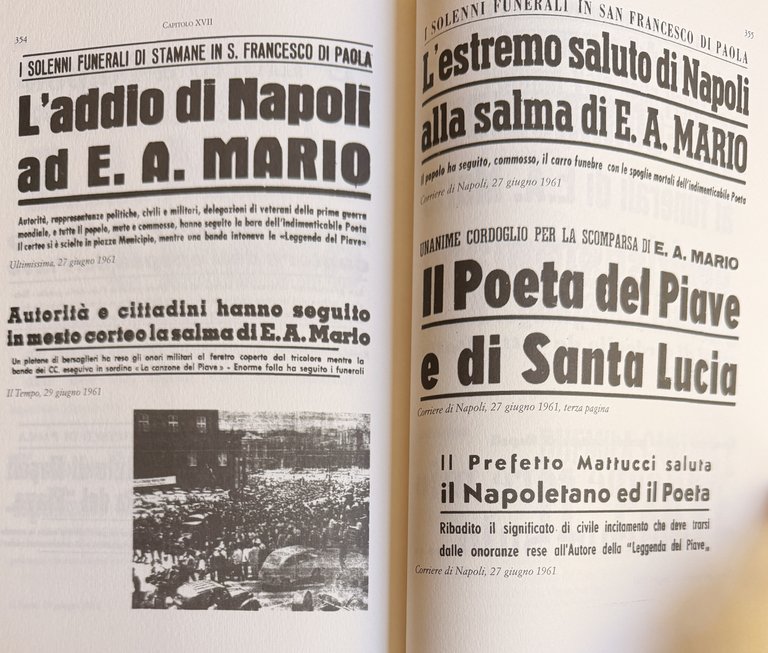 354
Capitolo XVII
I SOLENNI FUNERALI DI STAMANE IN S. FRANCESCO DI PAOLA
L'addio di Napoli
ad E. A. MARIO
Autorità, rappresentanze politiche, civili e militari, delegazioni di veterani della prima guerra
mondiale, e tutto il popolo, muto e commosso, hanno seguito la bara dell'indimenticabile Poeta
Il corteo si è sciolto in piazza Municipio, mentre una banda intonava la «Leggenda del Piave»
Ultimissima, 27 giugno 1961
Autorità e cittadini hanno seguito
in mesto corteo la salma di E. A. Mario
Un plotone di bersaglieri ha reso gli onori militari al feretro coperto dal tricolore mentre la
banda dei CC. eseguiva in sordina «La canzone del Piave» - Enorme folla ha seguito i funerali
Il Tempo, 29 giugno 1961
355
I SOLENNI FUNERALI IN SAN FRANCESCO DI PAOLA
L'estremo saluto di Napoli
alla salma di E. A. MARIO
Il popolo ha seguito, commosso, il carro funebre con le spoglie mortali dell'indimenticabile Poeta
Corriere di Napoli, 27 giugno 1961
UNANIME CORDOGLIO PER LA SCOMPARSA DI E. A. MARIO
Il Poeta del Piave
e di Santa Lucia
Corriere di Napoli, 27 giugno 1961, terza pagina
Il Prefetto Mattucci saluta
il Napoletano ed il Poeta
Ribadito il significato di civile incitamento che deve trarsi
dalle onoranze rese all'Autore della "Leggenda del Piave„
Corriere di Napoli, 27 giugno 1961